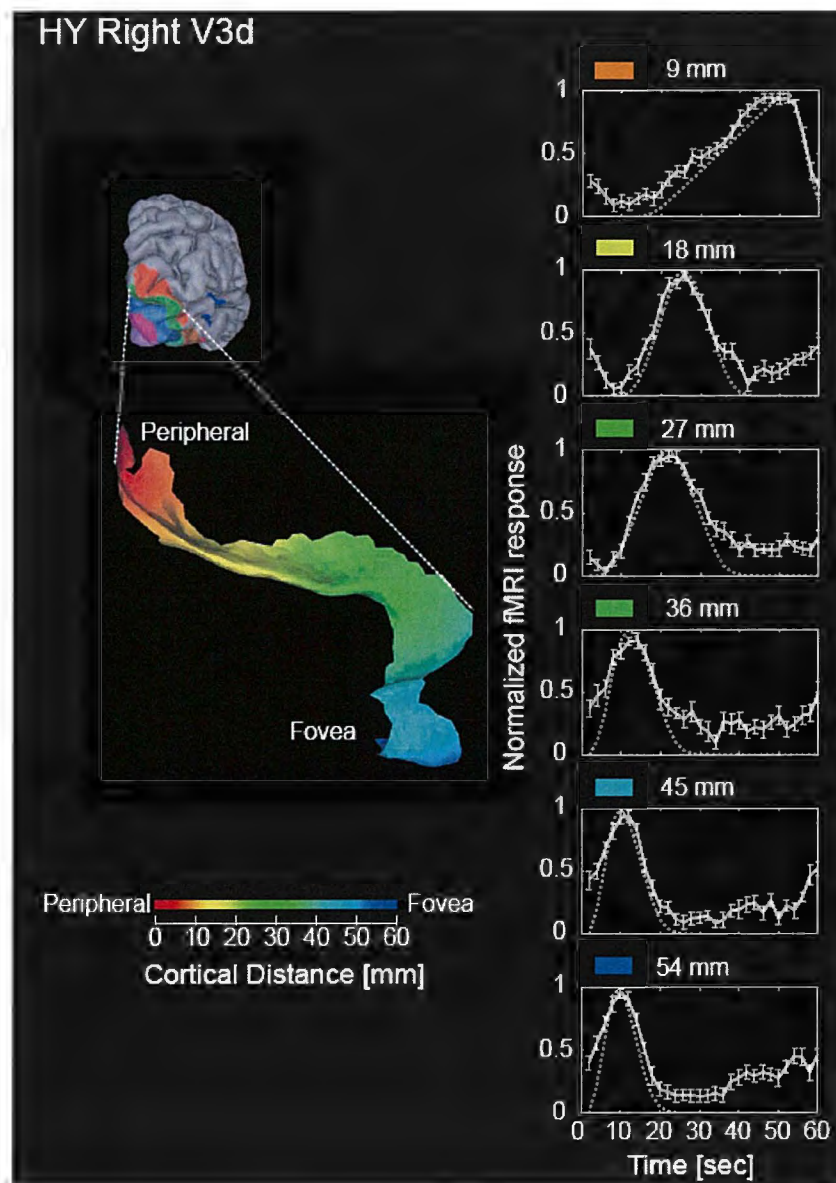 HY Right V3d
Peripheral
Fovea
Peripheral Fovea
0 10 20 30 40 50 60
Cortical Distance [mm]
Normalized fMRI response
9 mm
1
0.5
0
18 mm
1
0.5
0
27 mm
1
0.5
0
36 mm
1
0.5
0
45 mm
1
0.5
0
54 mm
1
0.5
0
0 10 20 30 40 50 60
Time [sec]